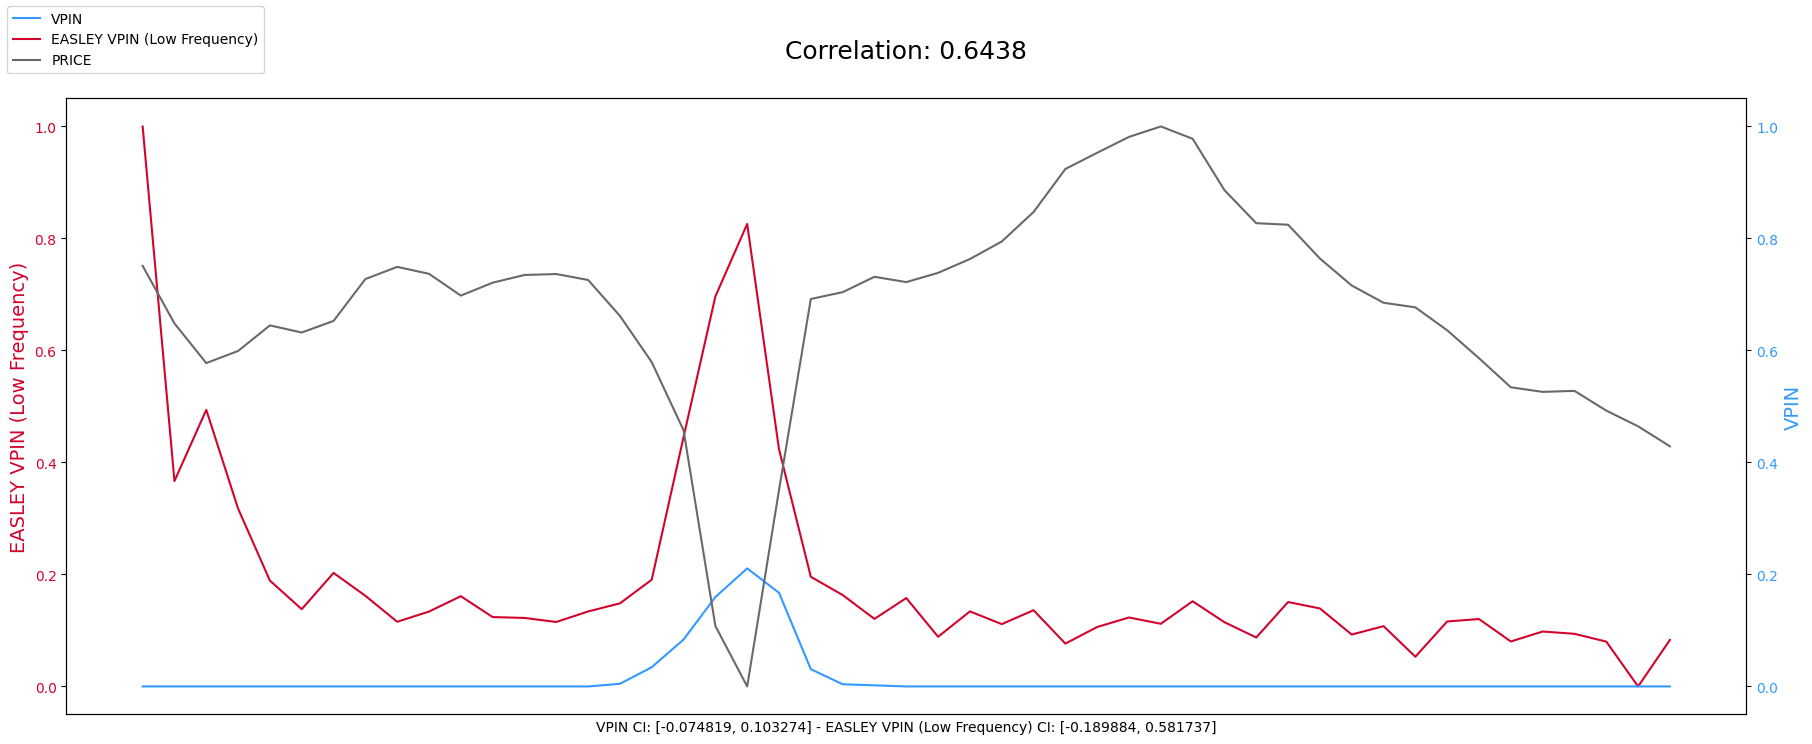 VPIN
EASLEY VPIN (Low Frequency)
PRICE
Correlation: 0.6438
EASLEY VPIN (Low Frequency)
1.0
0.8
0.6
0.4
0.2
0.0
1.0
0.8
0.6
0.4
0.2
0.0
VPIN
VPIN CI: [-0.074819, 0.103274] - EASLEY VPIN (Low Frequency) CI: [-0.189884, 0.581737]